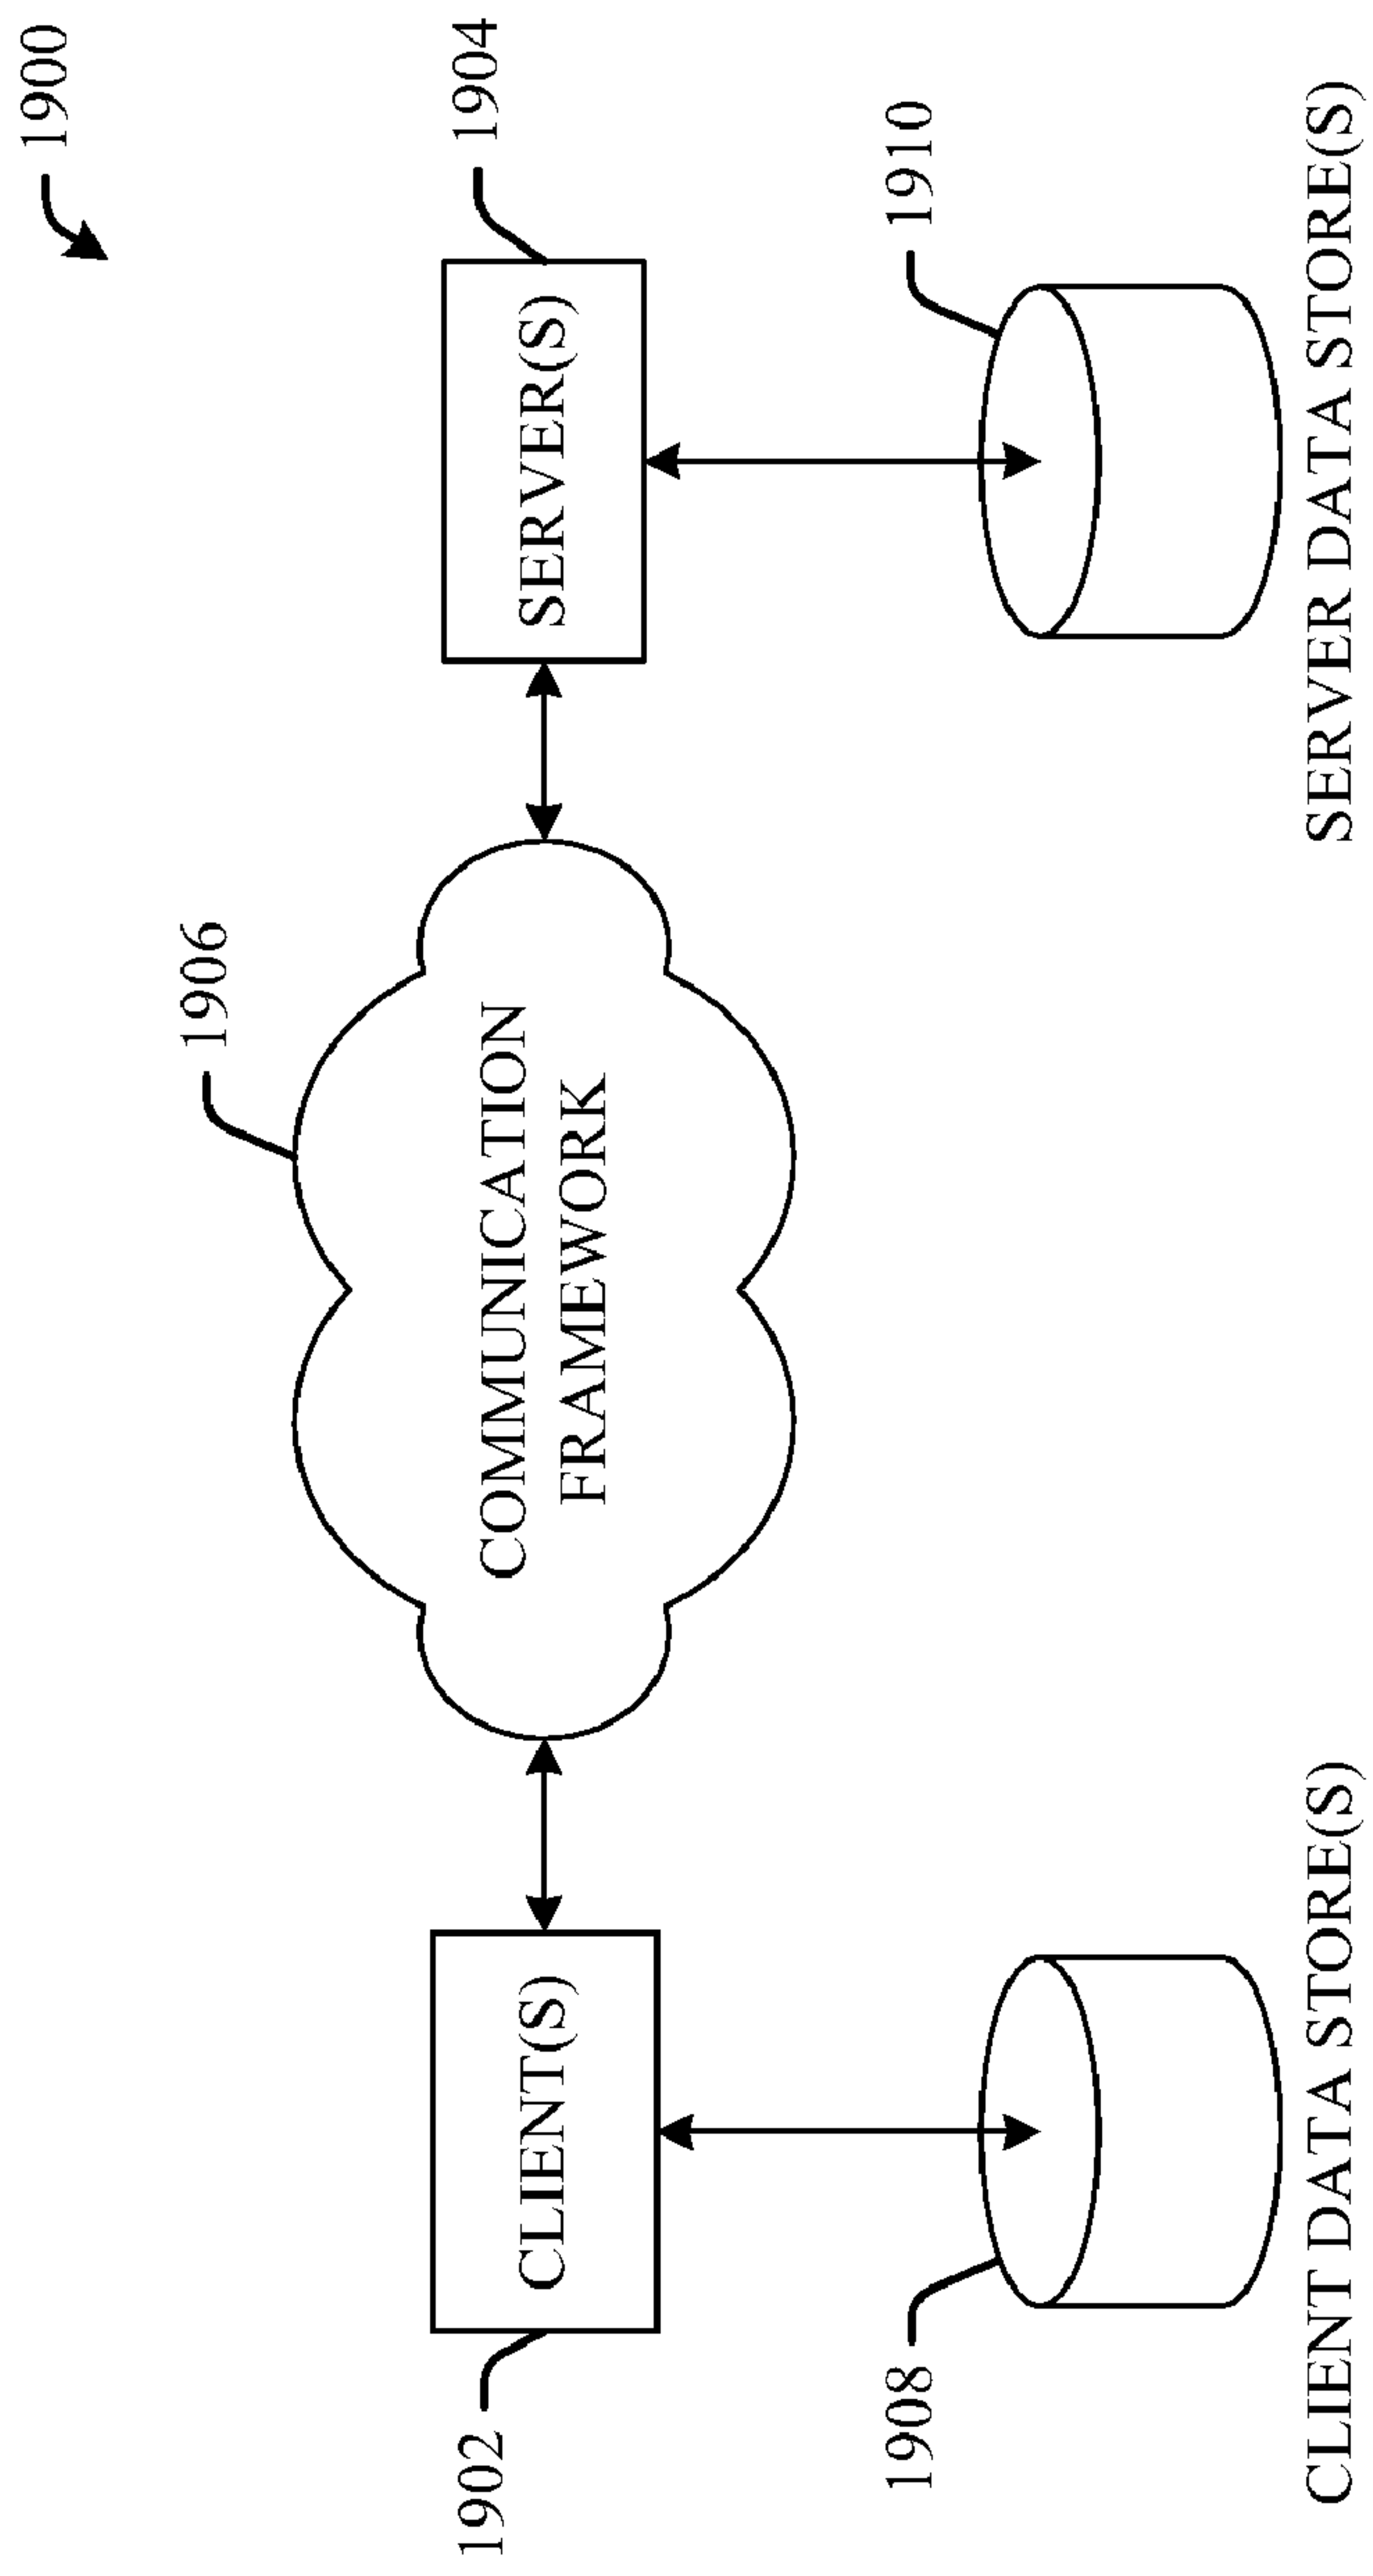 1900
1906
1902
CLIENT(S)
COMMUNICATION
FRAMEWORK
SERVER(S)
1904
1908
1910
CLIENT DATA STORE(S)
SERVER DATA STORE(S)